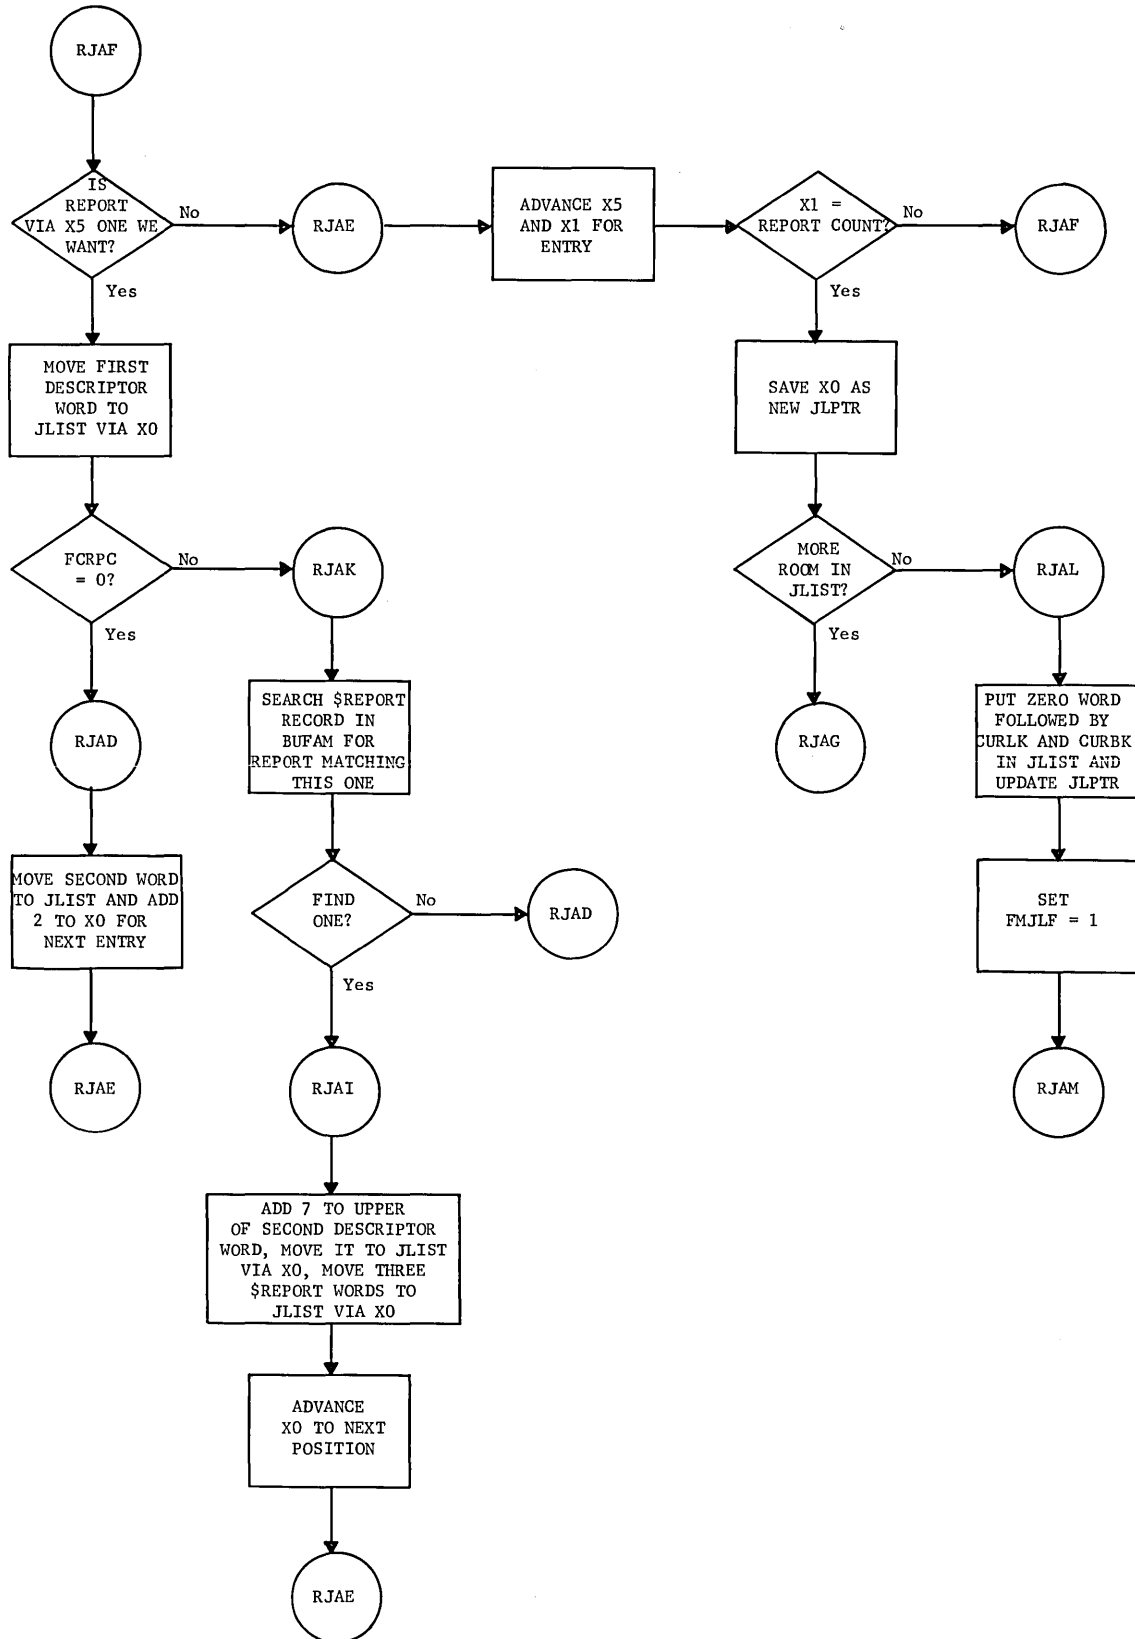 RJAF
IS
REPORT
VIA X5 ONE WE
WANT?
No
RJAE
ADVANCE X5
AND X1 FOR
ENTRY
X1 =
REPORT COUNT?
No
RJAF
Yes
Yes
MOVE FIRST
DESCRIPTOR
WORD TO
JLIST VIA X0
SAVE X0 AS
NEW JLPTR
FCRPC
= 0?
No
RJAK
MORE
ROOM IN
JLIST?
No
RJAL
Yes
Yes
RJAD
SEARCH $REPORT
RECORD IN
BUFAM FOR
REPORT MATCHING
THIS ONE
RJAG
PUT ZERO WORD
FOLLOWED BY
CURLK AND CURBK
IN JLIST AND
UPDATE JLPTR
MOVE SECOND WORD
TO JLIST AND ADD
2 TO X0 FOR
NEXT ENTRY
FIND
ONE?
No
RJAD
SET
FMJLF = 1
Yes
RJAE
RJAI
RJAM
ADD 7 TO UPPER
OF SECOND DESCRIPTOR
WORD, MOVE IT TO JLIST
VIA X0, MOVE THREE
$REPORT WORDS TO
JLIST VIA X0
ADVANCE
X0 TO NEXT
POSITION
RJAE